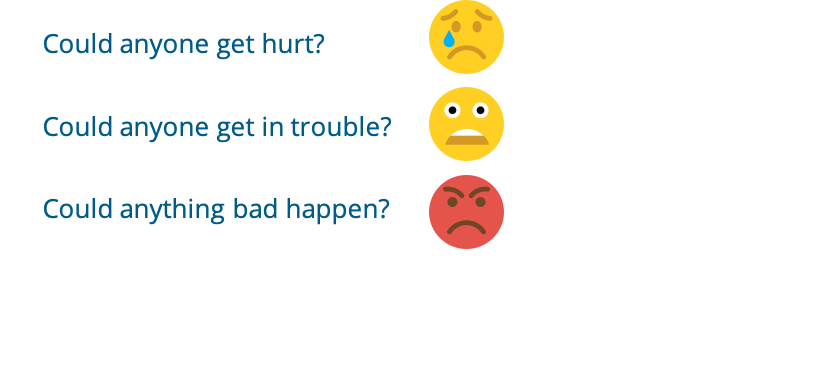 Could anyone get hurt?
Could anyone get in trouble?
Could anything bad happen?